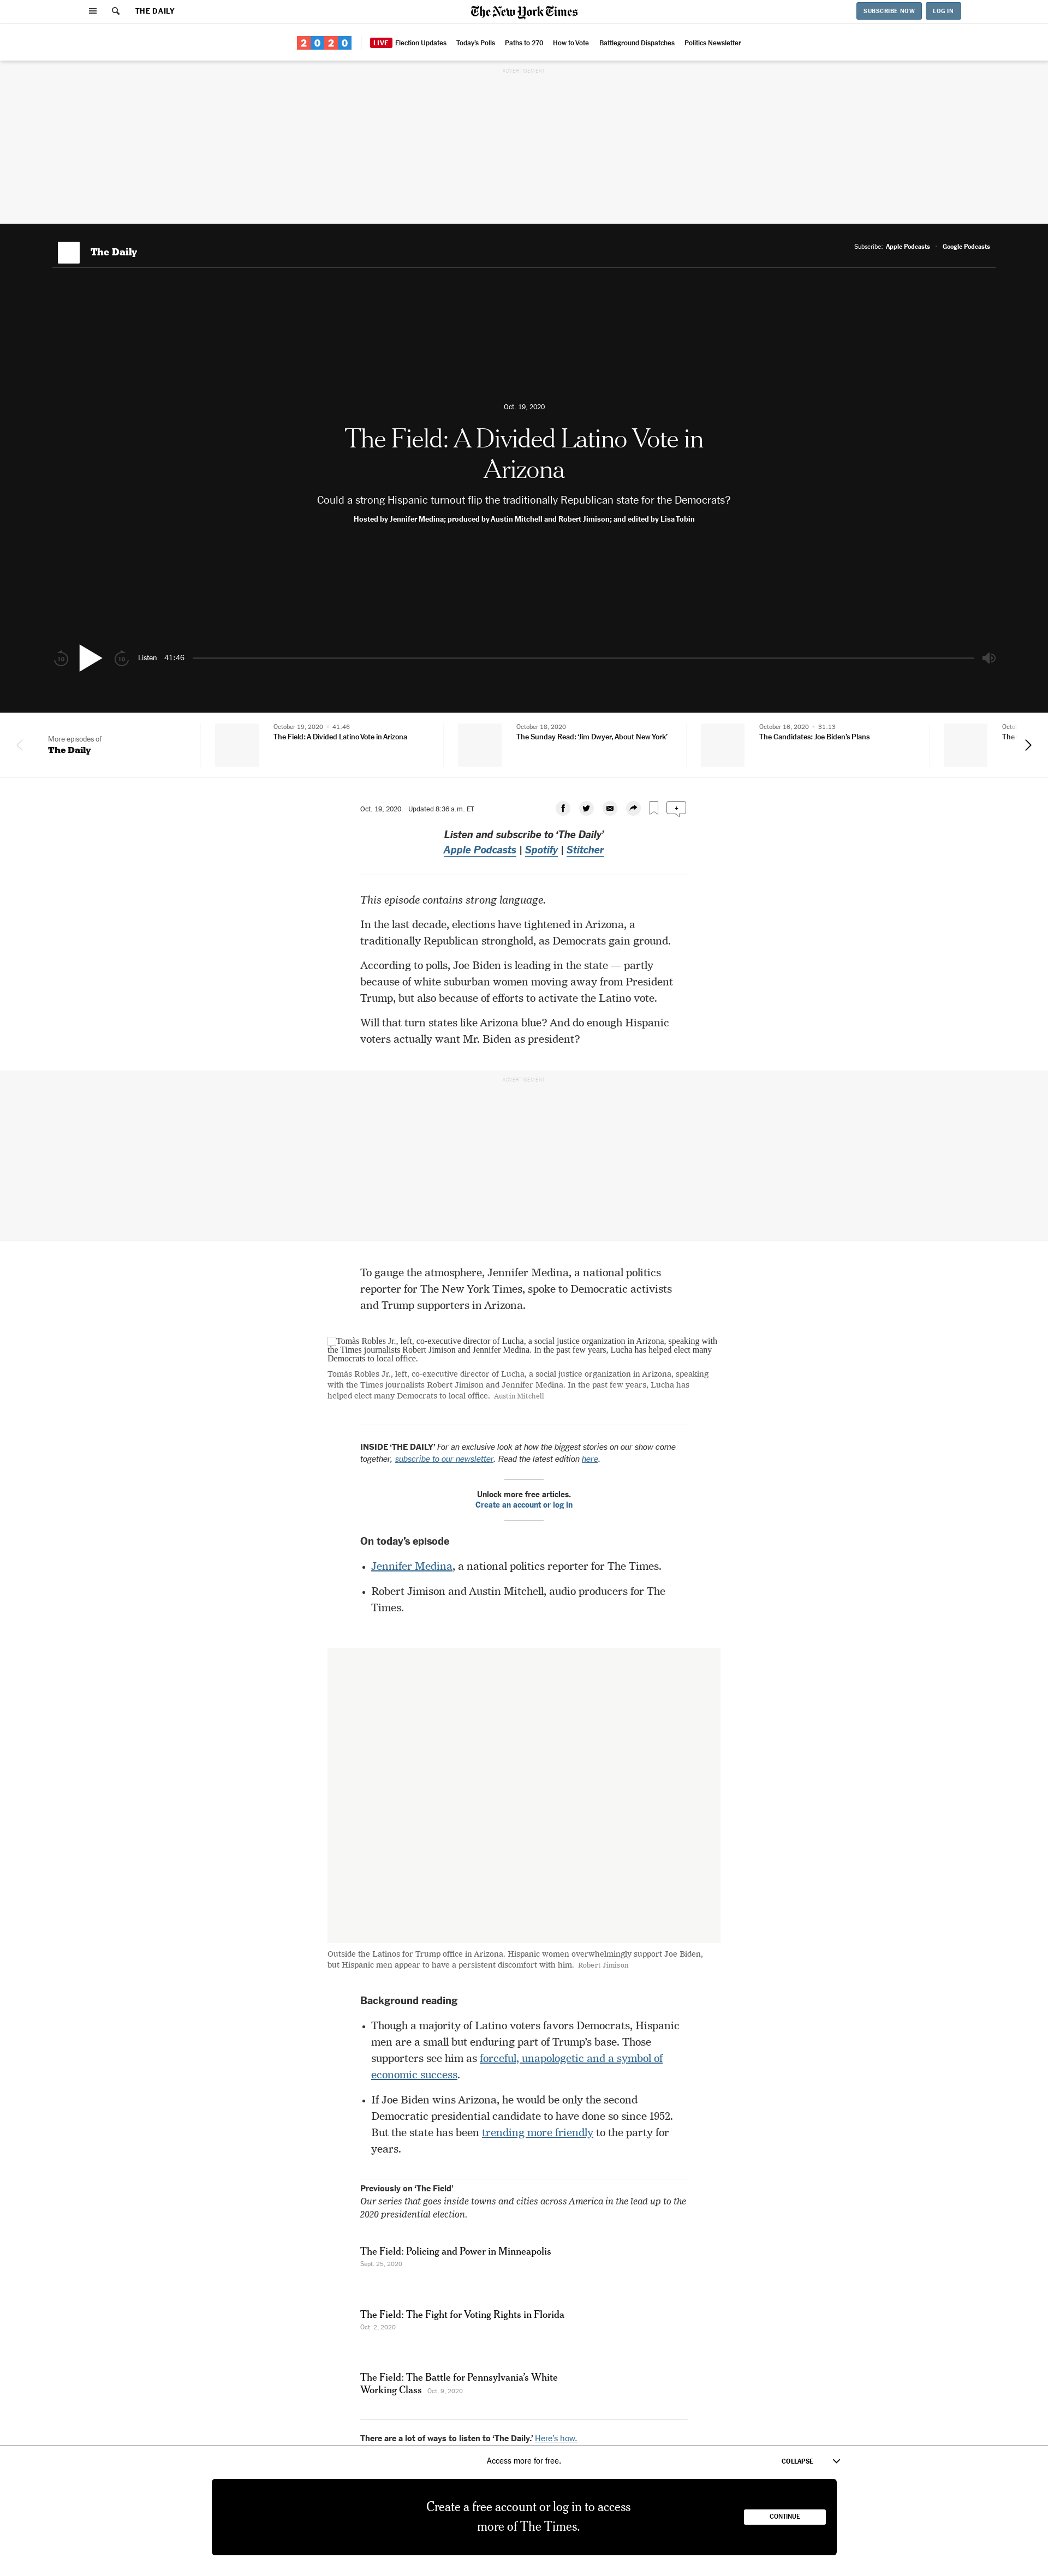 THE DAILY
The New York Times
SUBSCRIBE NOW
LOG IN
2020
LIVE Election Updates
Today's Polls
Paths to 270
How to Vote
Battleground Dispatches
Politics Newsletter
ADVERTISEMENT
The Daily
Subscribe: Apple Podcasts · Google Podcasts
Oct. 19, 2020
The Field: A Divided Latino Vote in
Arizona
Could a strong Hispanic turnout flip the traditionally Republican state for the Democrats?
Hosted by Jennifer Medina; produced by Austin Mitchell and Robert Jimison; and edited by Lisa Tobin
10
10
Listen 41:46
More episodes of
The Daily
October 19, 2020 · 41:46
The Field: A Divided Latino Vote in Arizona
October 18, 2020
The Sunday Read: ‘Jim Dwyer, About New York’
October 16, 2020 · 31:13
The Candidates: Joe Biden’s Plans
The
Oct. 19, 2020 Updated 8:36 a.m. ET
+
Listen and subscribe to ‘The Daily’
Apple Podcasts | Spotify | Stitcher
This episode contains strong language.
In the last decade, elections have tightened in Arizona, a
traditionally Republican stronghold, as Democrats gain ground.
According to polls, Joe Biden is leading in the state — partly
because of white suburban women moving away from President
Trump, but also because of efforts to activate the Latino vote.
Will that turn states like Arizona blue? And do enough Hispanic
voters actually want Mr. Biden as president?
ADVERTISEMENT
To gauge the atmosphere, Jennifer Medina, a national politics
reporter for The New York Times, spoke to Democratic activists
and Trump supporters in Arizona.
Tomàs Robles Jr., left, co-executive director of Lucha, a social justice organization in Arizona, speaking with
the Times journalists Robert Jimison and Jennifer Medina. In the past few years, Lucha has helped elect many
Democrats to local office.
Tomàs Robles Jr., left, co-executive director of Lucha, a social justice organization in Arizona, speaking
with the Times journalists Robert Jimison and Jennifer Medina. In the past few years, Lucha has
helped elect many Democrats to local office. Austin Mitchell
INSIDE ‘THE DAILY’ For an exclusive look at how the biggest stories on our show come
together, subscribe to our newsletter. Read the latest edition here.
Unlock more free articles.
Create an account or log in
On today’s episode
• Jennifer Medina, a national politics reporter for The Times.
• Robert Jimison and Austin Mitchell, audio producers for The
Times.
Outside the Latinos for Trump office in Arizona. Hispanic women overwhelmingly support Joe Biden,
but Hispanic men appear to have a persistent discomfort with him. Robert Jimison
Background reading
• Though a majority of Latino voters favors Democrats, Hispanic
men are a small but enduring part of Trump’s base. Those
supporters see him as forceful, unapologetic and a symbol of
economic success.
• If Joe Biden wins Arizona, he would be only the second
Democratic presidential candidate to have done so since 1952.
But the state has been trending more friendly to the party for
years.
Previously on ‘The Field’
Our series that goes inside towns and cities across America in the lead up to the
2020 presidential election.
The Field: Policing and Power in Minneapolis
Sept. 25, 2020
The Field: The Fight for Voting Rights in Florida
Oct. 2, 2020
The Field: The Battle for Pennsylvania’s White
Working Class Oct. 9, 2020
There are a lot of ways to listen to ‘The Daily.’ Here’s how.
Access more for free.
COLLAPSE
Create a free account or log in to access
more of The Times.
CONTINUE